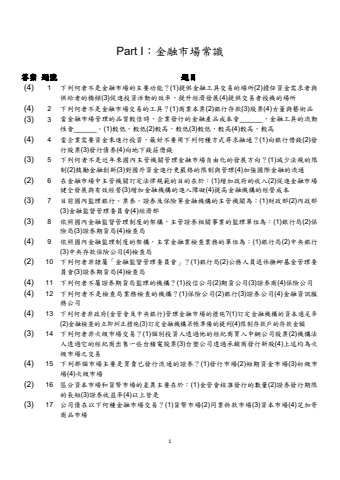 Part I：金融市場常識
答案 題號 題目
(4) 1 下列何者不是金融市場的主要功能？(1)提供金融工具交易的場所(2)擔任資金需求者與
供給者的橋樑(3)促進投資活動的效率，提升經濟發展(4)提供交易者投機的場所
(4) 2 下列何者不是金融市場交易的工具？(1)商業本票(2)銀行存款(3)股票(4)古董與藝術品
(3) 3 當金融市場管理的品質較佳時，企業發行的金融產品成本會______，金融工具的流動
性會______。(1)較低，較低(2)較高，較低(3)較低，較高(4)較高，較高
(4) 4 當企業需要資金來進行投資，最好不要用下列何種方式尋求融通？(1)向銀行借錢(2)發
行股票(3)發行債券(4)向地下錢莊借錢
(3) 5 下列何者不是近年來國內主管機關管理金融市場自由化的發展方向？(1)減少法規的限
制(2)鼓勵金融創新(3)對國外資金進行更嚴格的限制與管理(4)加強國際金融的流通
(2) 6 在金融市場中主管機關訂定法律規範的目的在於：(1)增加政府的收入(2)促進金融市場
健全發展與有效經營(3)增加金融機構的進入障礙(4)提高金融機構的經營成本
(3) 7 目前國內監理銀行、票券、證券及保險等金融機構的主管機關為：(1)財政部(2)內政部
(3)金融監督管理委員會(4)經濟部
(3) 8 依照國內金融監督管理制度的架構，主管證券相關事業的監理單位為：(1)銀行局(2)保
險局(3)證券期貨局(4)檢查局
(4) 9 依照國內金融監理制度的架構，主掌金融業檢查業務的單位為：(1)銀行局(2)中央銀行
(3)中央存款保險公司(4)檢查局
(2) 10 下列何者非隸屬「金融監督管理委員會」？(1)銀行局(2)公務人員退休撫卹基金管理委
員會(3)證券期貨局(4)檢查局
(4) 11 下列何者不屬證券期貨局監理的機構？(1)投信公司(2)期貨公司(3)證券商(4)保險公司
(4) 12 下列何者不是檢查局業務檢查的機構？(1)保險公司(2)銀行(3)證券公司(4)金融資訊服
務公司
(4) 13 下列何者非政府(金管會及中央銀行)管理金融市場的措施?(1)訂定金融機構的資本適足率
(2)金融檢查的立即糾正措施(3)訂定金融機構呆帳準備的提列(4)限制存款戶的存款金額
(3) 14 下列何者非次級市場交易？(1)個別投資人透過他的經紀商買入中鋼公司股票(2)機構法
人透過它的經紀商出售一些台積電股票(3)台塑公司透過承銷商發行新股(4)上述均為次
級市場之交易
(4) 15 下列那個市場主要是買賣已發行流通的證券？(1)發行市場(2)短期資金市場(3)初級市
場(4)次級市場
(2) 16 區分資本市場和貨幣市場的差異主要在於：(1)金管會核准發行的數量(2)證券發行期限
的長短(3)證券收益率(4)以上皆是
(3) 17 公司債在以下何種金融市場交易？(1)貨幣市場(2)同業拆款市場(3)資本市場(4)芝加哥
商品市場
1